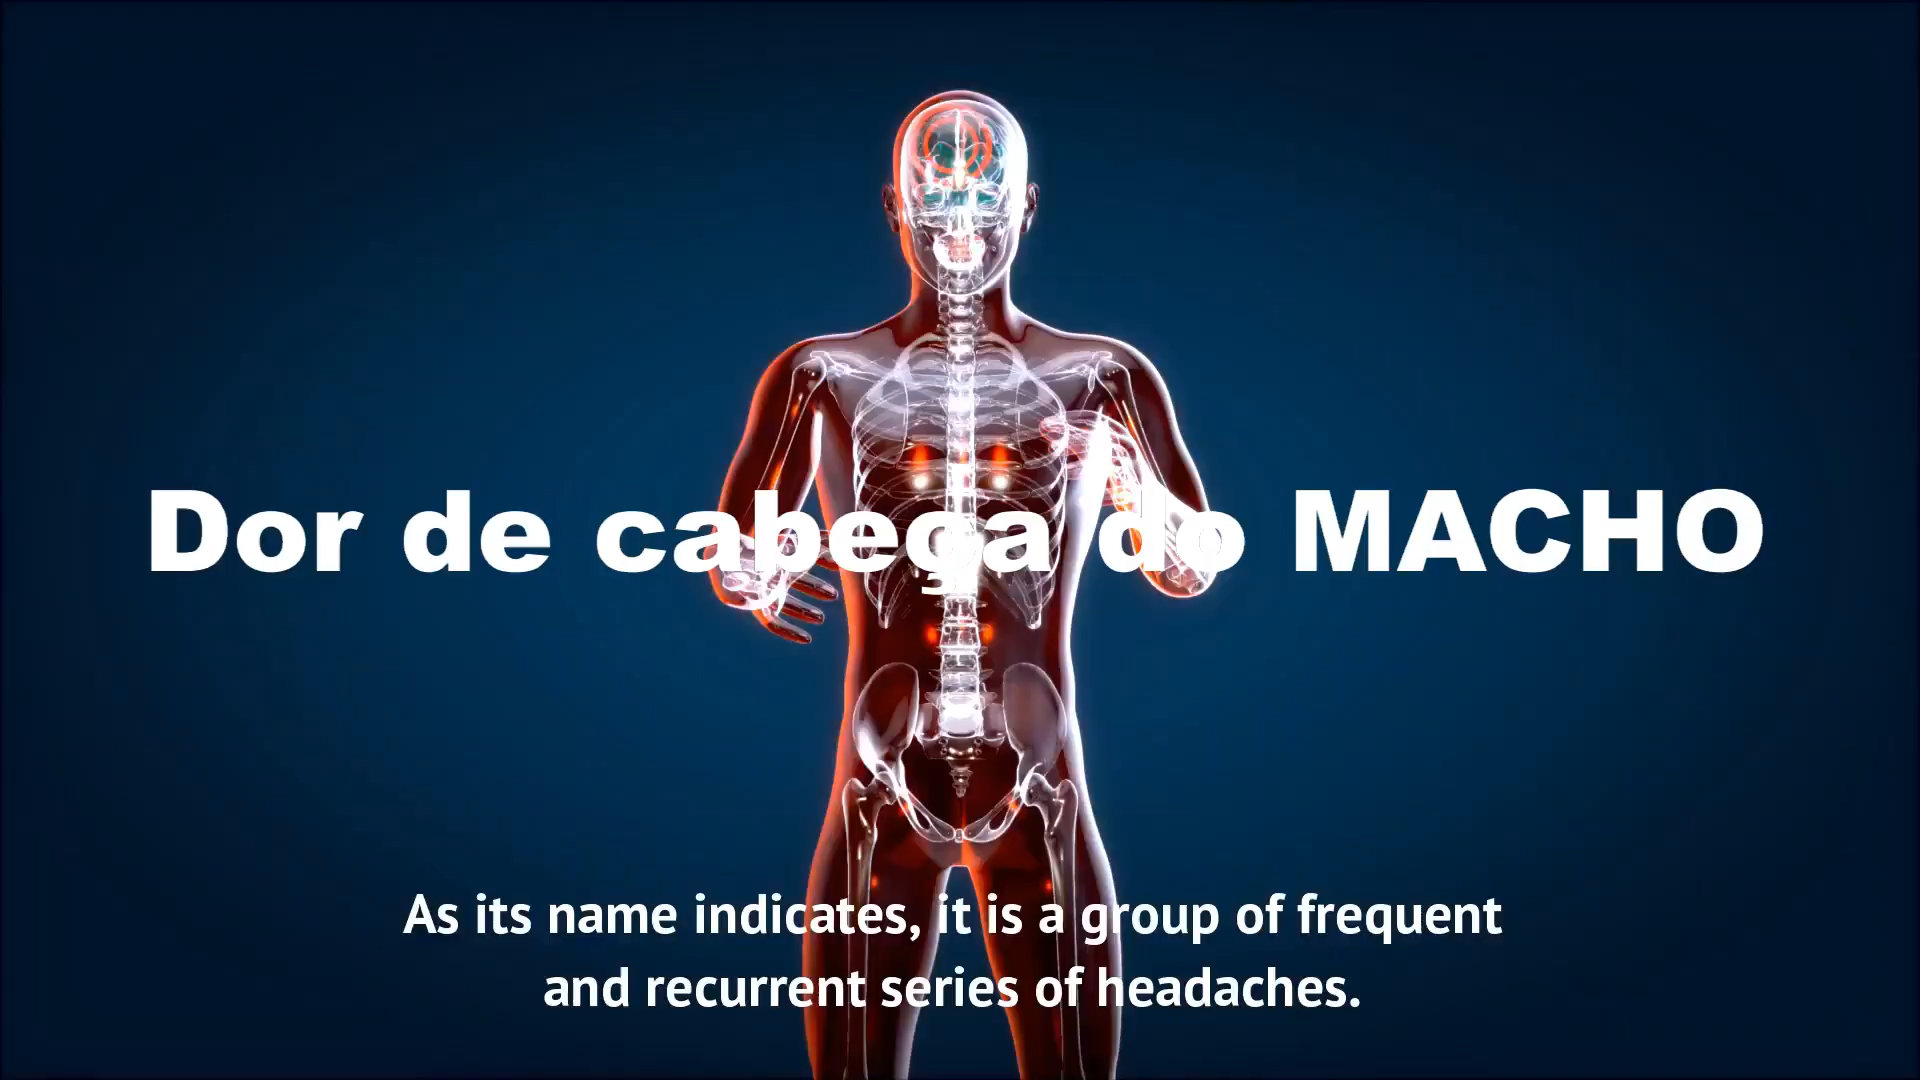 Dor de cabeça do MACHO
As its name indicates, it is a group of frequent
and recurrent series of headaches.